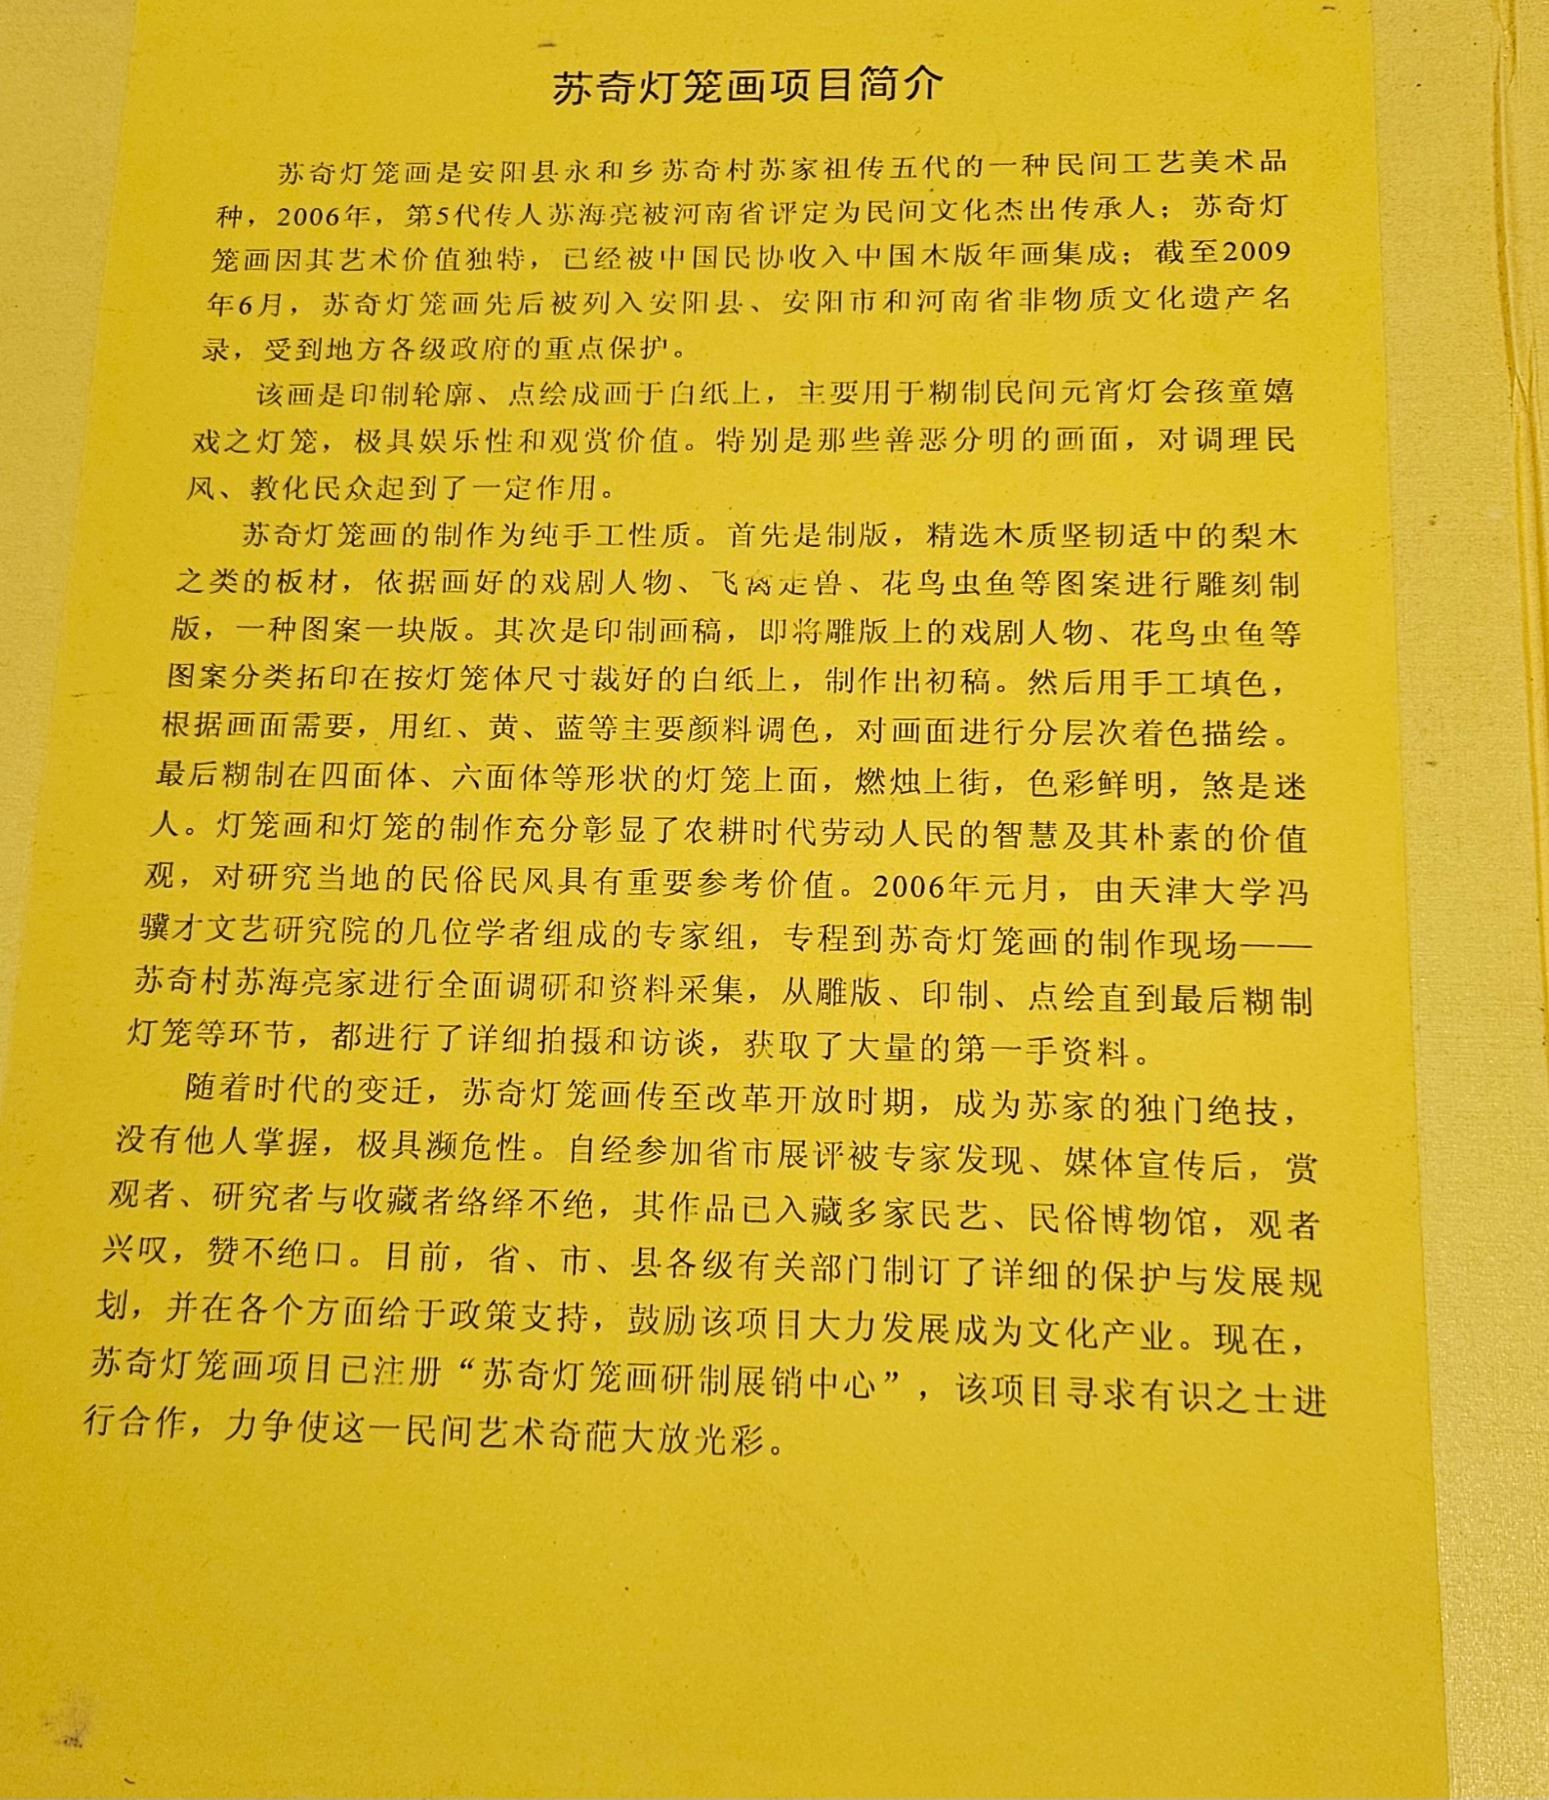 苏奇灯笼画项目简介
苏奇灯笼画是安阳县永和乡苏奇村苏家祖传五代的一种民间工艺美术品
种，2006年，第5代传人苏海亮被河南省评定为民间文化杰出传承人；苏奇灯
笼画因其艺术价值独特，已经被中国民协收入中国木版年画集成；截至2009
年6月，苏奇灯笼画先后被列入安阳县、安阳市和河南省非物质文化遗产名
录，受到地方各级政府的重点保护。
该画是印制轮廓、点绘成画于白纸上，主要用于糊制民间元宵灯会孩童嬉
戏之灯笼，极具娱乐性和观赏价值。特别是那些善恶分明的画面，对调理民
风、教化民众起到了一定作用。
苏奇灯笼画的制作为纯手工性质。首先是制版，精选木质坚韧适中的梨木
之类的板材，依据画好的戏剧人物、飞禽走兽、花鸟虫鱼等图案进行雕刻制
版，一种图案一块版。其次是印制画稿，即将雕版上的戏剧人物、花鸟虫鱼等
图案分类拓印在按灯笼体尺寸裁好的白纸上，制作出初稿。然后用手工填色，
根据画面需要，用红、黄、蓝等主要颜料调色，对画面进行分层次着色描绘。
最后糊制在四面体、六面体等形状的灯笼上面，燃烛上街，色彩鲜明，煞是迷
人。灯笼画和灯笼的制作充分彰显了农耕时代劳动人民的智慧及其朴素的价值
观，对研究当地的民俗民风具有重要参考价值。2006年元月，由天津大学冯
骥才文艺研究院的几位学者组成的专家组，专程到苏奇灯笼画的制作现场——
苏奇村苏海亮家进行全面调研和资料采集，从雕版、印制、点绘直到最后糊制
灯笼等环节，都进行了详细拍摄和访谈，获取了大量的第一手资料。
随着时代的变迁，苏奇灯笼画传至改革开放时期，成为苏家的独门绝技，
没有他人掌握，极具濒危性。自经参加省市展评被专家发现、媒体宣传后，赏
观者、研究者与收藏者络绎不绝，其作品已入藏多家民艺、民俗博物馆，观者
兴叹，赞不绝口。目前，省、市、县各级有关部门制订了详细的保护与发展规
划，并在各个方面给于政策支持，鼓励该项目大力发展成为文化产业。现在，
苏奇灯笼画项目已注册“苏奇灯笼画研制展销中心”，该项目寻求有识之士进
行合作，力争使这一民间艺术奇葩大放光彩。